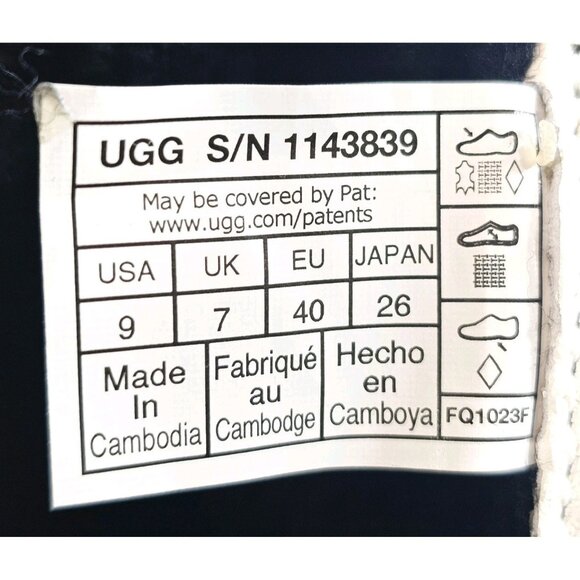 UGG S/N 1143839
May be covered by Pat:
www.ugg.com/patents
USA UK EU JAPAN
9 7 40 26
Made In Cambodia
Fabriqué au Cambodge
Hecho en Camboya
FQ1023F